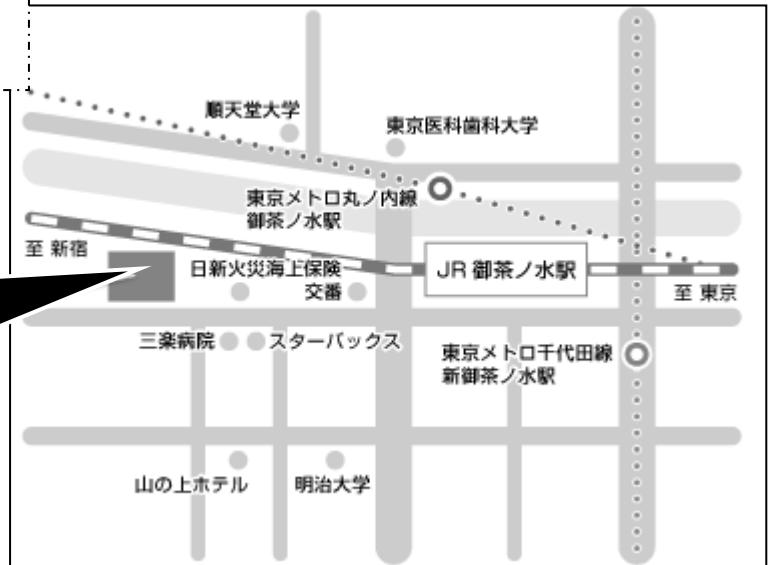 順天堂大学
東京医科歯科大学
東京メトロ丸ノ内線
御茶ノ水駅
至 新宿
日新火災海上保険
交番
JR 御茶ノ水駅
至 東京
三楽病院
スターバックス
東京メトロ千代田線
新御茶ノ水駅
山の上ホテル
明治大学